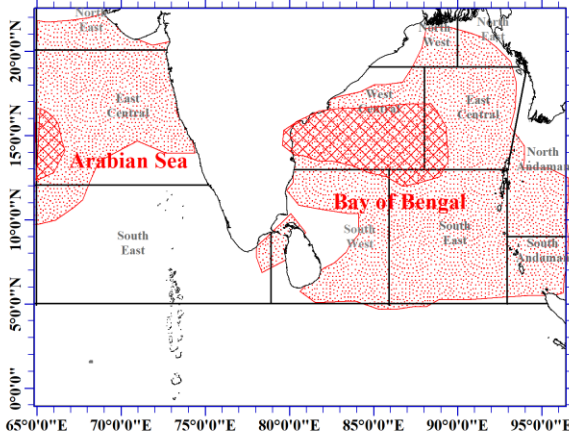 North
East
North
West
North
East
20°0'0"N
East
Central
West
Central
East
Central
15°0'0"N
Arabian Sea
North
Andaman
Bay of Bengal
10°0'0"N
South
East
South
West
South
East
South
Andaman
5°0'0"N
0°0'0"
65°0'0"E 70°0'0"E 75°0'0"E 80°0'0"E 85°0'0"E 90°0'0"E 95°0'0"E